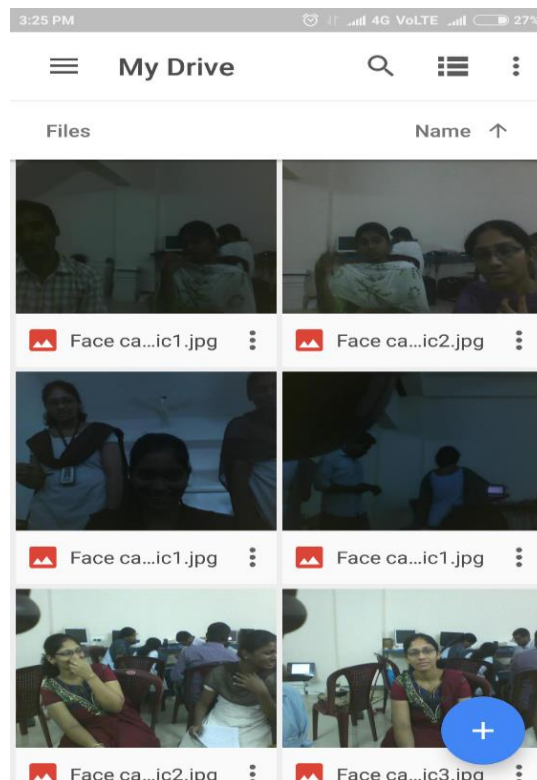 3:25 PM 4G VoLTE 27%
My Drive
Files Name ↑
Face ca...ic1.jpg Face ca...ic2.jpg
Face ca...ic1.jpg Face ca...ic1.jpg
Face ca...ic2.jpg Face ca...ic3.jpg